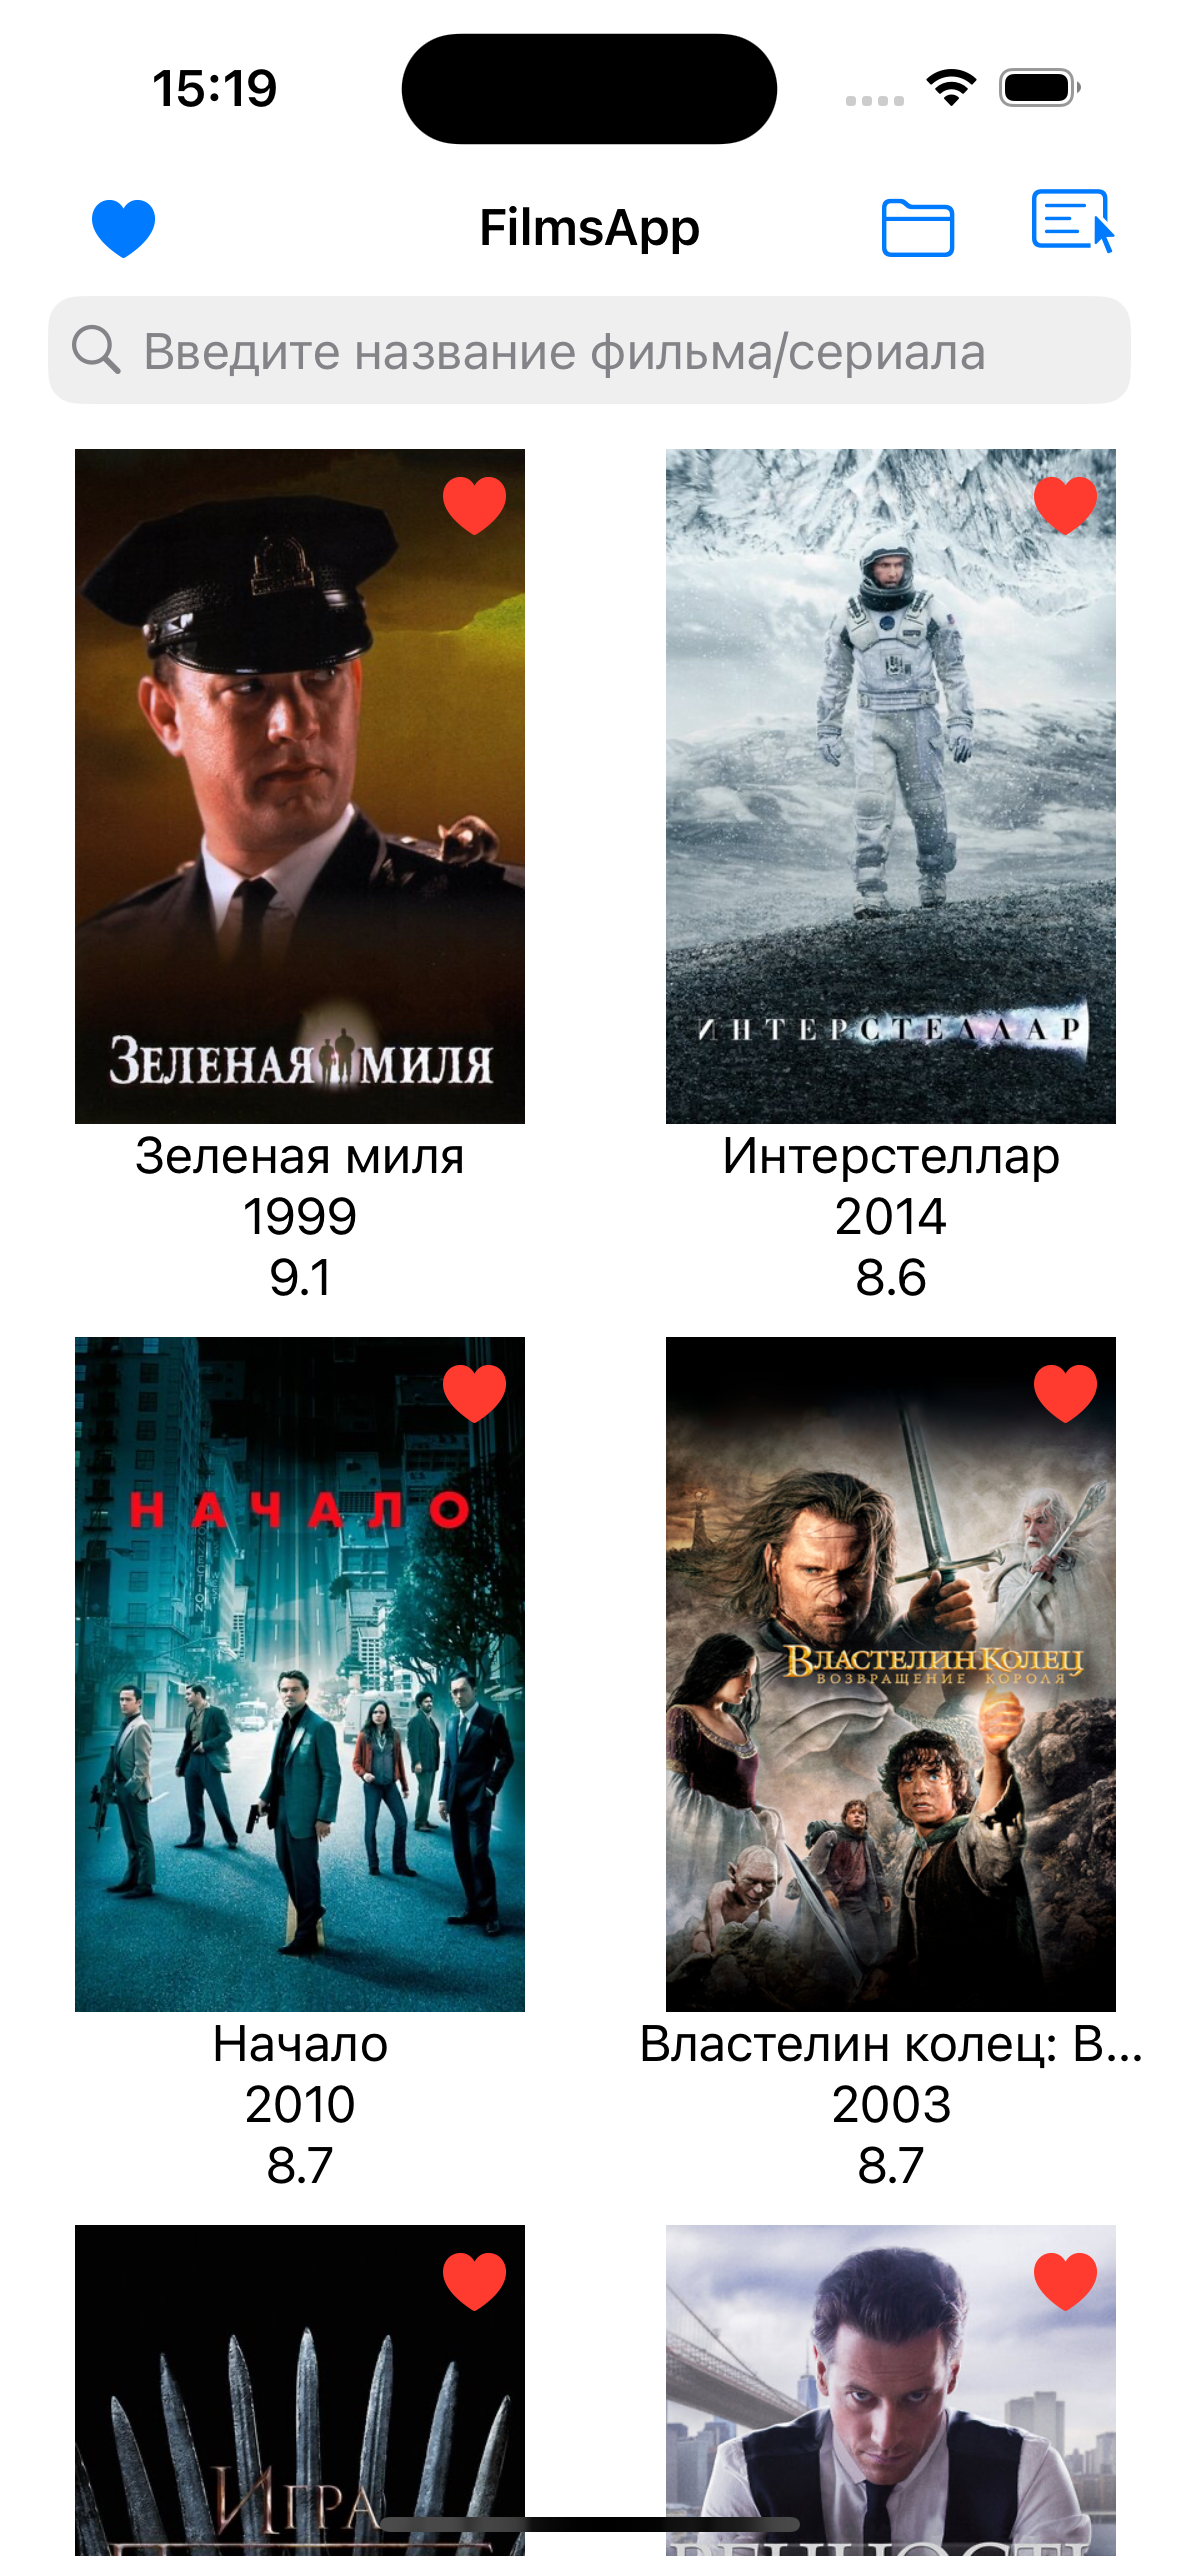 15:19
FilmsApp
Введите название фильма/сериала
ЗЕЛЕНАЯ МИЛЯ
ИНТЕРСТЕЛЛАР
Зеленая миля
1999
9.1
Интерстеллар
2014
8.6
НАЧАЛО
ВЛАСТЕЛИН КОЛЕЦ
ВОЗВРАЩЕНИЕ КОРОЛЯ
Начало
2010
8.7
Властелин колец: В...
2003
8.7
ИГРА
ВЕЧНОСТЬ